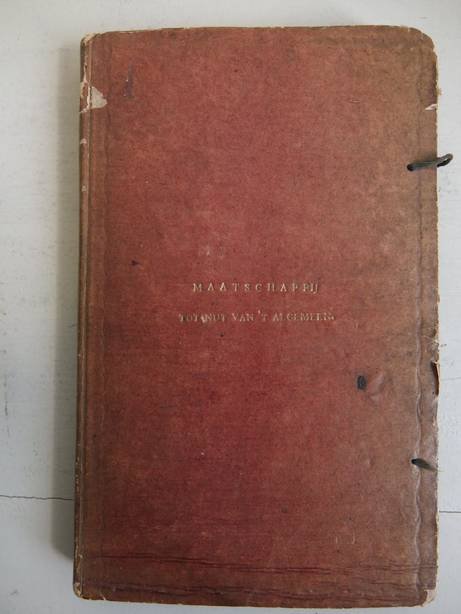 MAATSCHAPPIJ
TOT NUT VAN 'T ALGEMEEN.